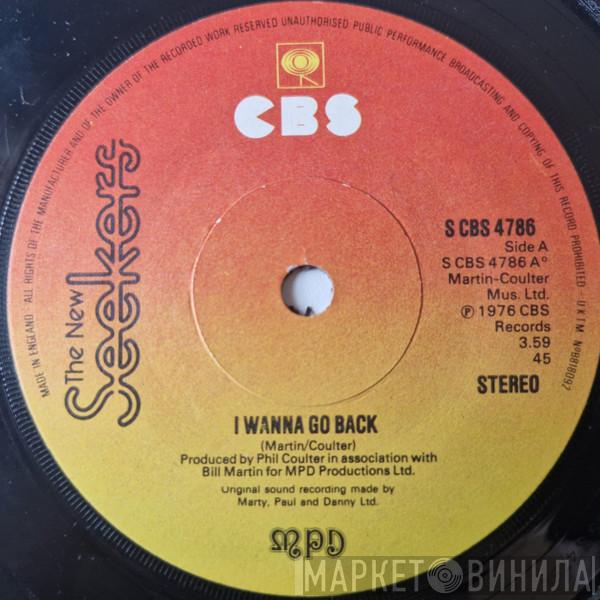 MADE IN ENGLAND · ALL RIGHTS OF THE MANUFACTURER AND OF THE OWNER OF THE RECORDED WORK RESERVED UNAUTHORISED PUBLIC PERFORMANCE BROADCASTING AND COPYING OF THIS RECORD PROHIBITED · U K T M Nº8818092
CBS
The New
Seekers
S CBS 4786
Side A
S CBS 4786 A°
Martin-Coulter
Mus. Ltd.
℗ 1976 CBS
Records
3.59
45
STEREO
I WANNA GO BACK
(Martin/Coulter)
Produced by Phil Coulter in association with
Bill Martin for MPD Productions Ltd.
Original sound recording made by
Marty, Paul and Danny Ltd.
MPD
МАРКЕТ ВИНИЛА